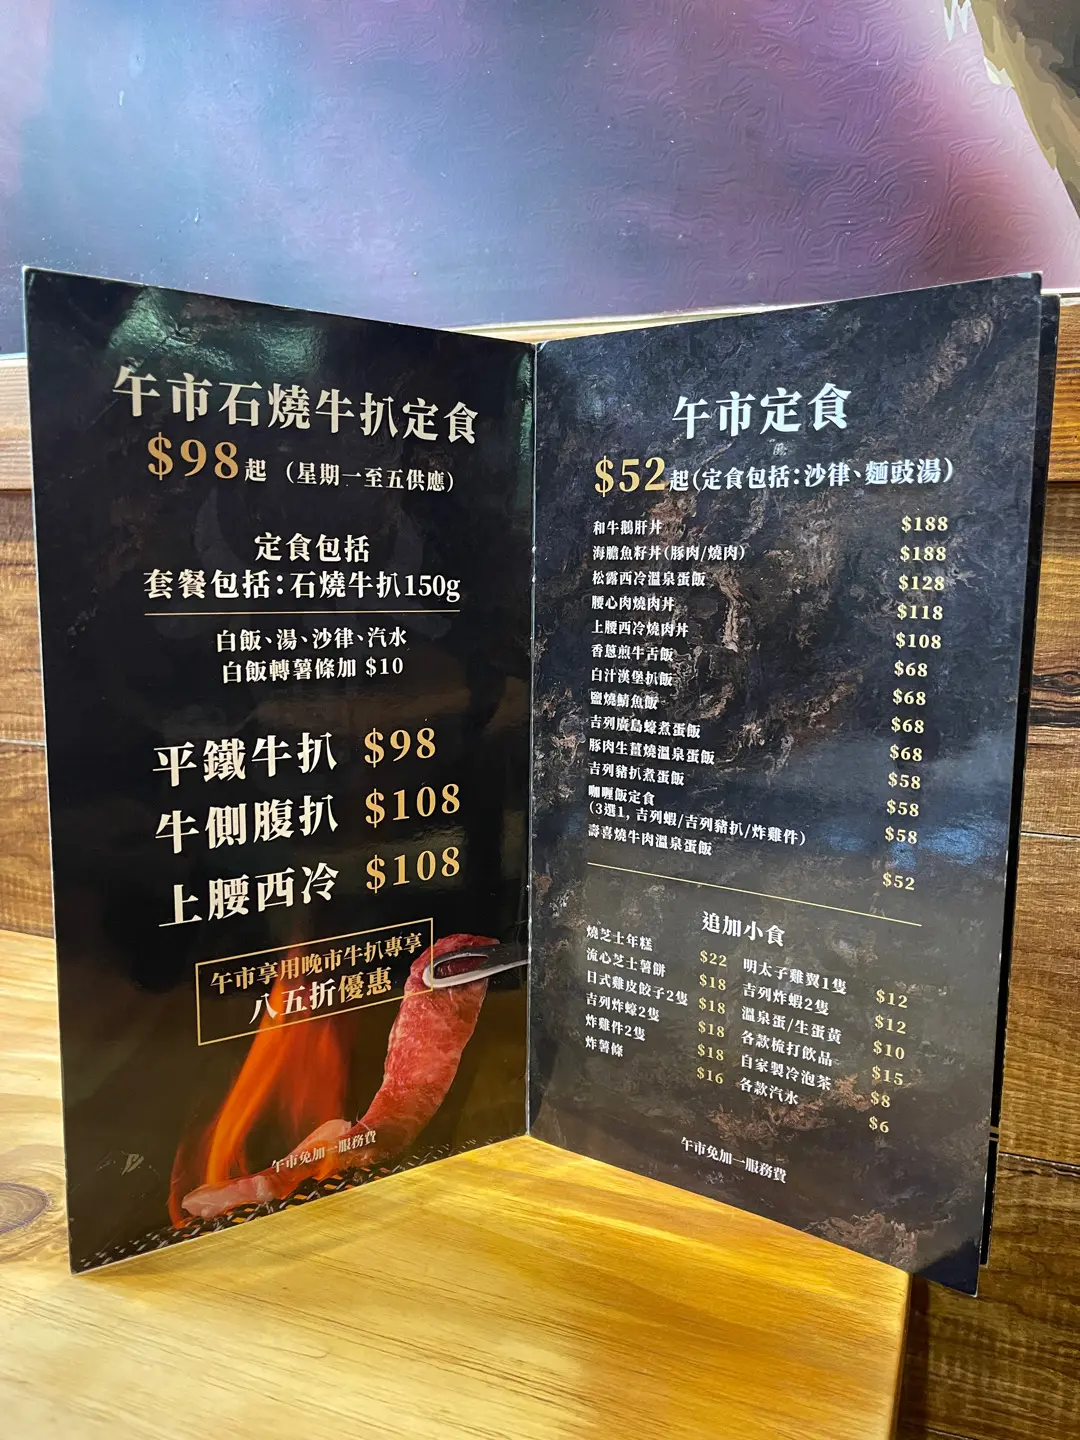 午市石燒牛扒定食
$98起 (星期一至五供應)
定食包括
套餐包括:石燒牛扒150g
白飯、湯、沙律、汽水
白飯轉薯條加 $10
平鐵牛扒 $98
牛側腹扒 $108
上腰西冷 $108
午市享用晚市牛扒專享
八五折優惠
午市免加一服務費
午市定食
$52起(定食包括:沙律、麵豉湯)
和牛鵝肝丼 $188
海膽魚籽丼(豚肉/燒肉) $188
松露西冷溫泉蛋飯 $128
腰心肉燒肉丼 $118
上腰西冷燒肉丼 $108
香蔥煎牛舌飯 $68
白汁漢堡扒飯 $68
鹽燒鯖魚飯 $68
吉列廣島蠔煮蛋飯 $68
豚肉生薑燒溫泉蛋飯 $58
吉列豬扒煮蛋飯 $58
咖喱飯定食 $58
(3選1, 吉列蝦/吉列豬扒/炸雞件)
壽喜燒牛肉溫泉蛋飯 $52
追加小食
燒芝士年糕 $22
流心芝士薯餅 $18
日式雞皮餃子2隻 $18
吉列炸蠔2隻 $18
炸雞件2隻 $18
炸薯條 $16
明太子雞翼1隻 $12
吉列炸蝦2隻 $12
溫泉蛋/生蛋黃 $10
各款梳打飲品 $15
自家製冷泡茶 $8
各款汽水 $6
午市免加一服務費